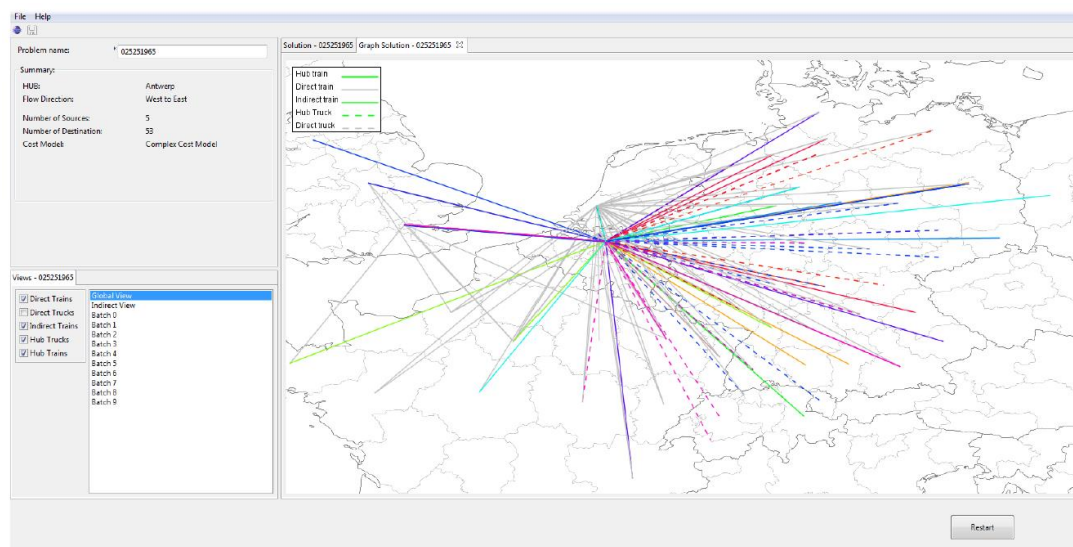 File Help
Problem name: * 025251965
Summary:
HUB: Antwerp
Flow Direction: West to East
Number of Sources: 5
Number of Destination: 53
Cost Model: Complex Cost Model
Views - 025251965
Direct Trains
Direct Trucks
Indirect Trains
Hub Trucks
Hub Trains
Global View
Indirect View
Batch 0
Batch 1
Batch 2
Batch 3
Batch 4
Batch 5
Batch 6
Batch 7
Batch 8
Batch 9
Solution - 025251965 Graph Solution - 025251965
Hub train
Direct train
Indirect train
Hub Truck
Direct truck
Restart